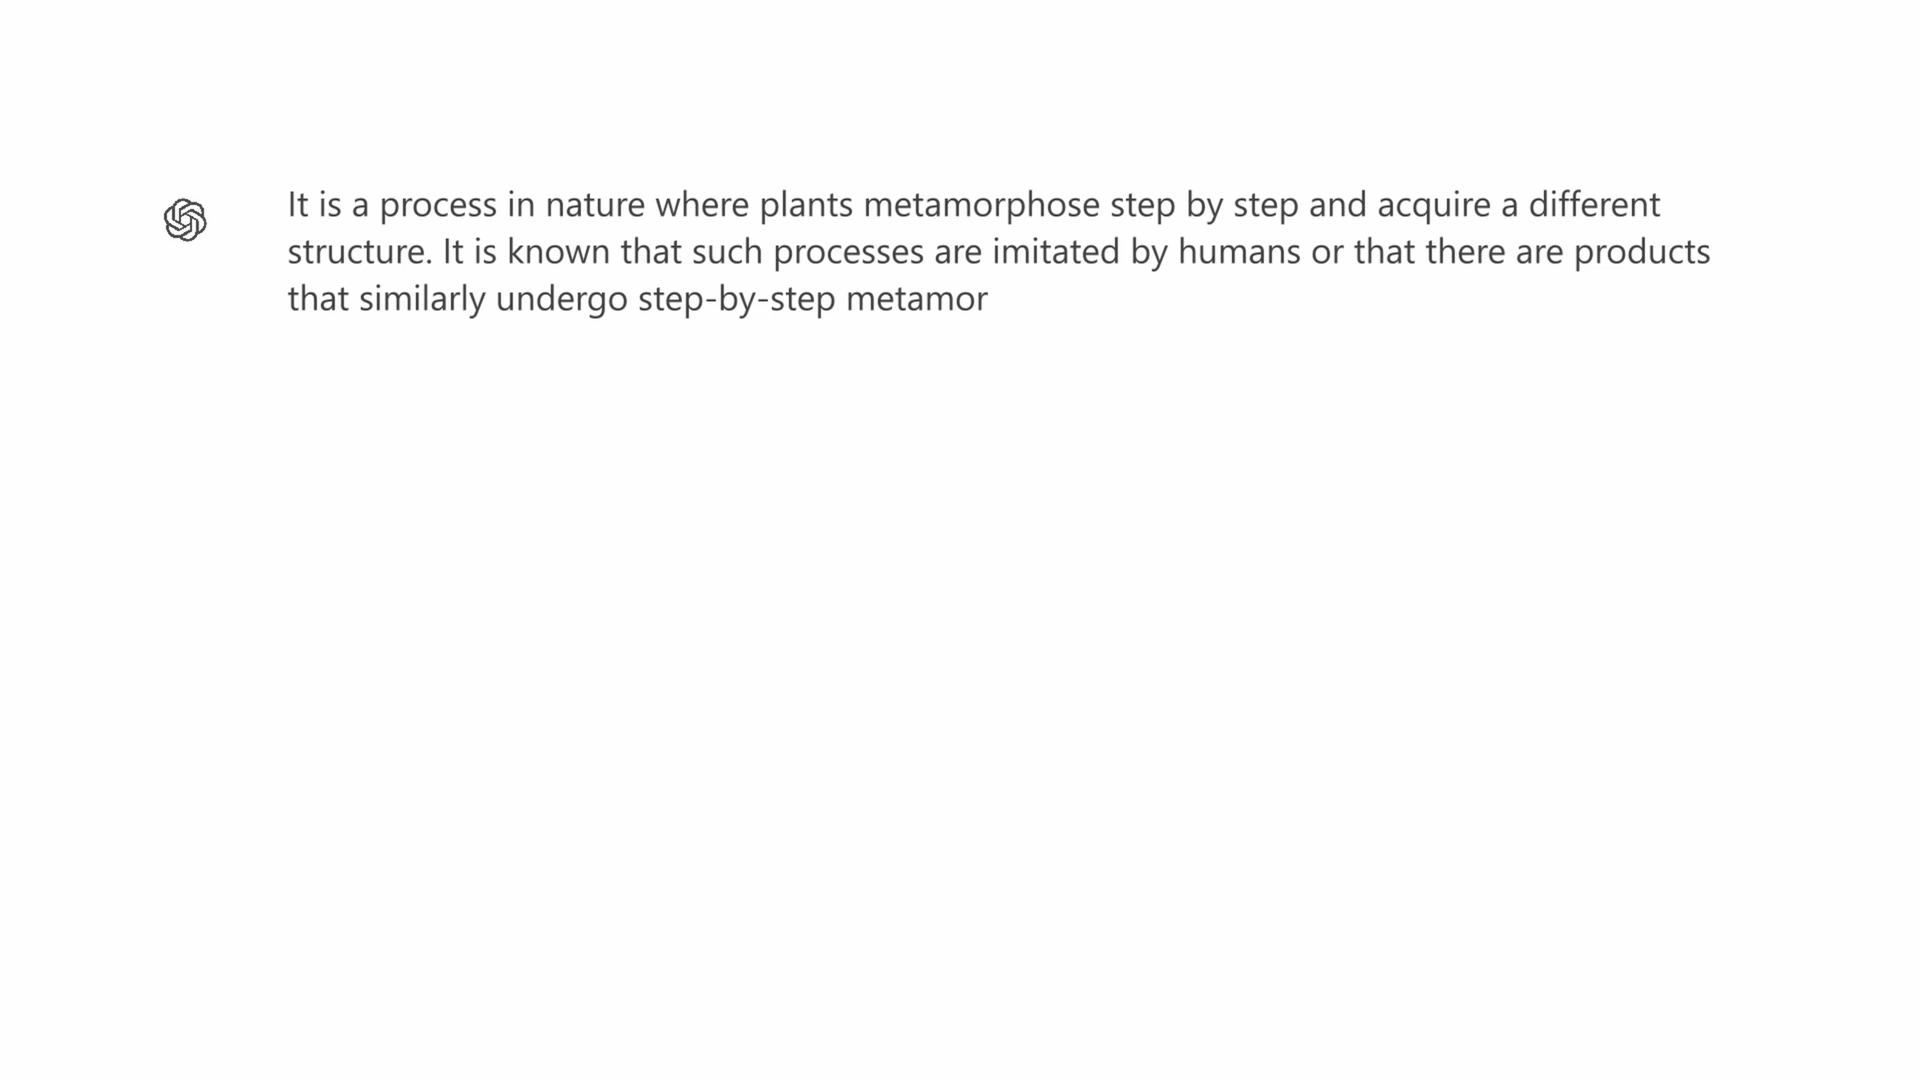 It is a process in nature where plants metamorphose step by step and acquire a different
structure. It is known that such processes are imitated by humans or that there are products
that similarly undergo step-by-step metamor